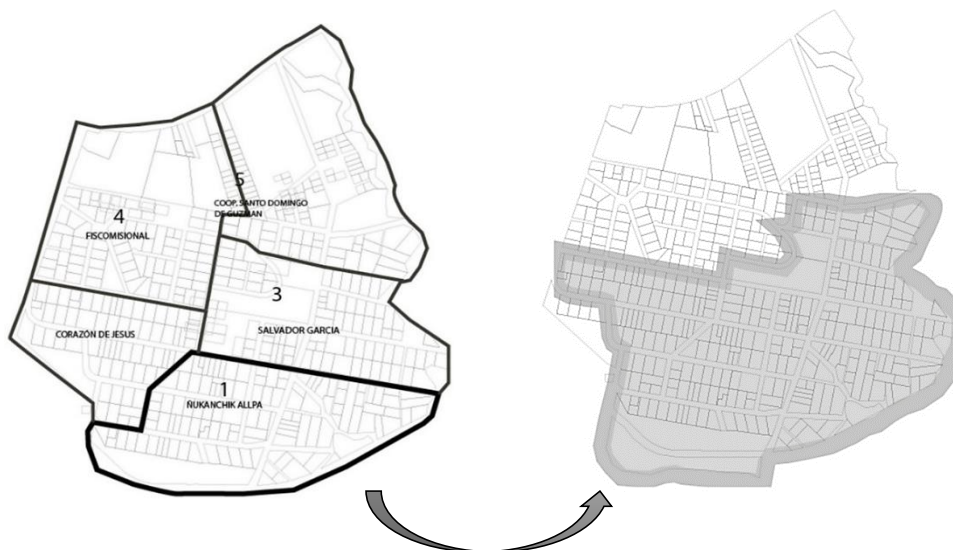 5
COOP. SANTO DOMINGO
DE GUZMAN
4
FISCOMISIONAL
3
SALVADOR GARCIA
CORAZÓN DE JESUS
1
ÑUKANCHIK ALLPA